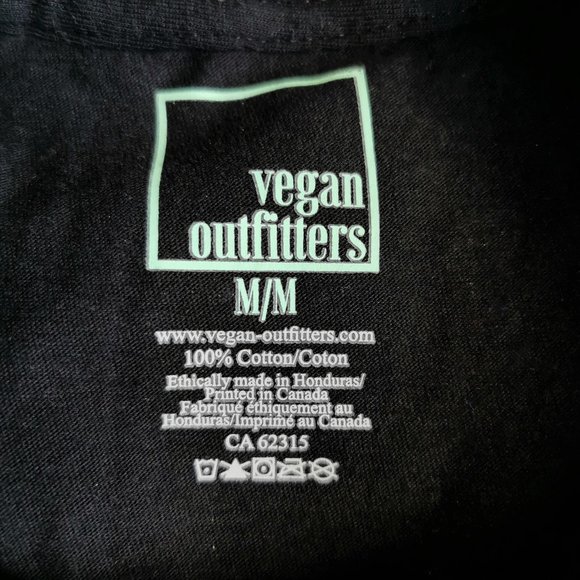 vegan
outfitters
M/M
www.vegan-outfitters.com
100% Cotton/Coton
Ethically made in Honduras/
Printed in Canada
Fabriqué éthiquement au
Honduras/Imprimé au Canada
CA 62315